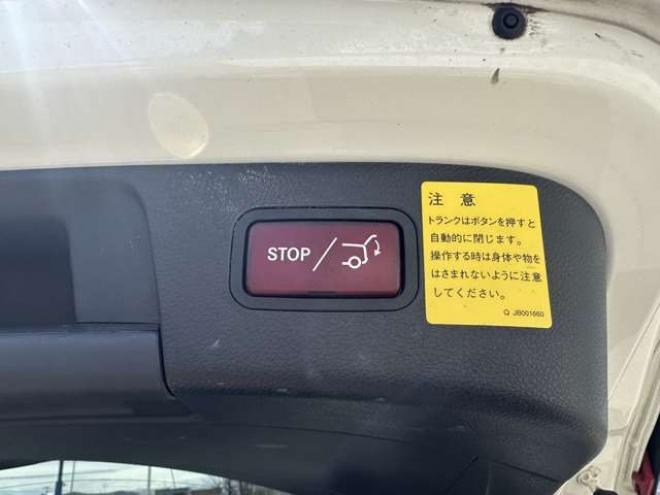 STOP/
注 意
トランクはボタンを押すと
自動的に閉じます。
操作する時は身体や物を
はさまれないように注意
してください。
Q JB001660